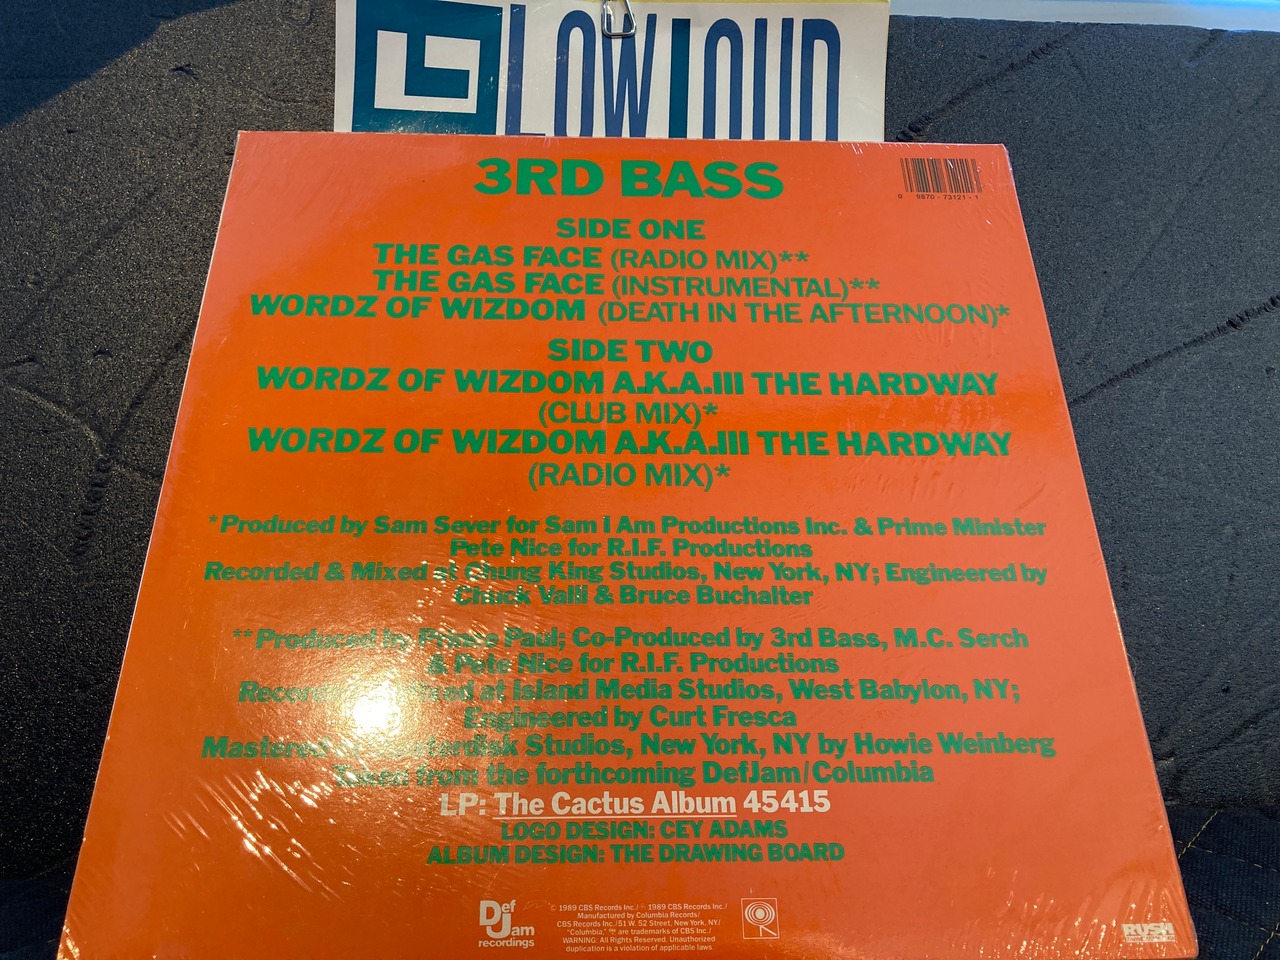 LOWLOUD
3RD BASS
0 9870-73121-1
SIDE ONE
THE GAS FACE (RADIO MIX)**
THE GAS FACE (INSTRUMENTAL)**
WORDZ OF WIZDOM (DEATH IN THE AFTERNOON)*
SIDE TWO
WORDZ OF WIZDOM A.K.A.III THE HARDWAY
(CLUB MIX)*
WORDZ OF WIZDOM A.K.A.III THE HARDWAY
(RADIO MIX)*
*Produced by Sam Sever for Sam I Am Productions Inc. & Prime Minister
Pete Nice for R.I.F. Productions
Recorded & Mixed at Chung King Studios, New York, NY; Engineered by
Chuck Valli & Bruce Buchalter
**Produced by Prince Paul; Co-Produced by 3rd Bass, M.C. Serch
& Pete Nice for R.I.F. Productions
at Island Media Studios, West Babylon, NY;
Engineered by Curt Fresca
Mastered Masterdisk Studios, New York, NY by Howie Weinberg
Taken from the forthcoming DefJam/Columbia
LP: The Cactus Album 45415
LOGO DESIGN: CEY ADAMS
ALBUM DESIGN: THE DRAWING BOARD
Def
Jam
recordings
© 1989 CBS Records Inc./℗ 1989 CBS Records Inc./
Manufactured by Columbia Records/
CBS Records Inc./51 W. 52 Street, New York, NY/
"Columbia," are trademarks of CBS Inc./
WARNING: All Rights Reserved. Unauthorized
duplication is a violation of applicable laws
RUSH